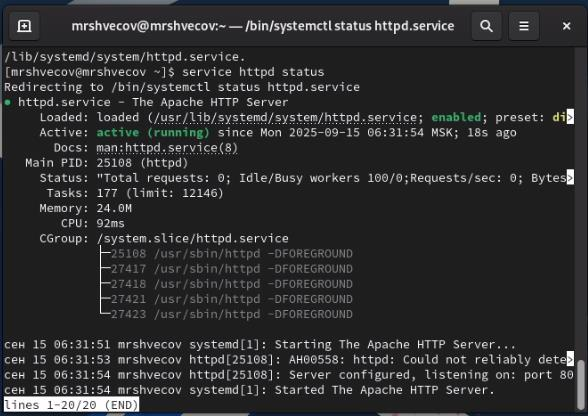 mrshvecov@mrshvecov:~ — /bin/systemctl status httpd.service
/lib/systemd/system/httpd.service.
[mrshvecov@mrshvecov ~]$ service httpd status
Redirecting to /bin/systemctl status httpd.service
● httpd.service - The Apache HTTP Server
Loaded: loaded (/usr/lib/systemd/system/httpd.service; enabled; preset: di>
Active: active (running) since Mon 2025-09-15 06:31:54 MSK; 18s ago
Docs: man:httpd.service(8)
Main PID: 25108 (httpd)
Status: "Total requests: 0; Idle/Busy workers 100/0;Requests/sec: 0; Bytes>
Tasks: 177 (limit: 12146)
Memory: 24.0M
CPU: 92ms
CGroup: /system.slice/httpd.service
├─25108 /usr/sbin/httpd -DFOREGROUND
├─27417 /usr/sbin/httpd -DFOREGROUND
├─27418 /usr/sbin/httpd -DFOREGROUND
├─27421 /usr/sbin/httpd -DFOREGROUND
└─27423 /usr/sbin/httpd -DFOREGROUND
сен 15 06:31:51 mrshvecov systemd[1]: Starting The Apache HTTP Server...
сен 15 06:31:53 mrshvecov httpd[25108]: AH00558: httpd: Could not reliably dete>
сен 15 06:31:54 mrshvecov httpd[25108]: Server configured, listening on: port 80
сен 15 06:31:54 mrshvecov systemd[1]: Started The Apache HTTP Server.
lines 1-20/20 (END)